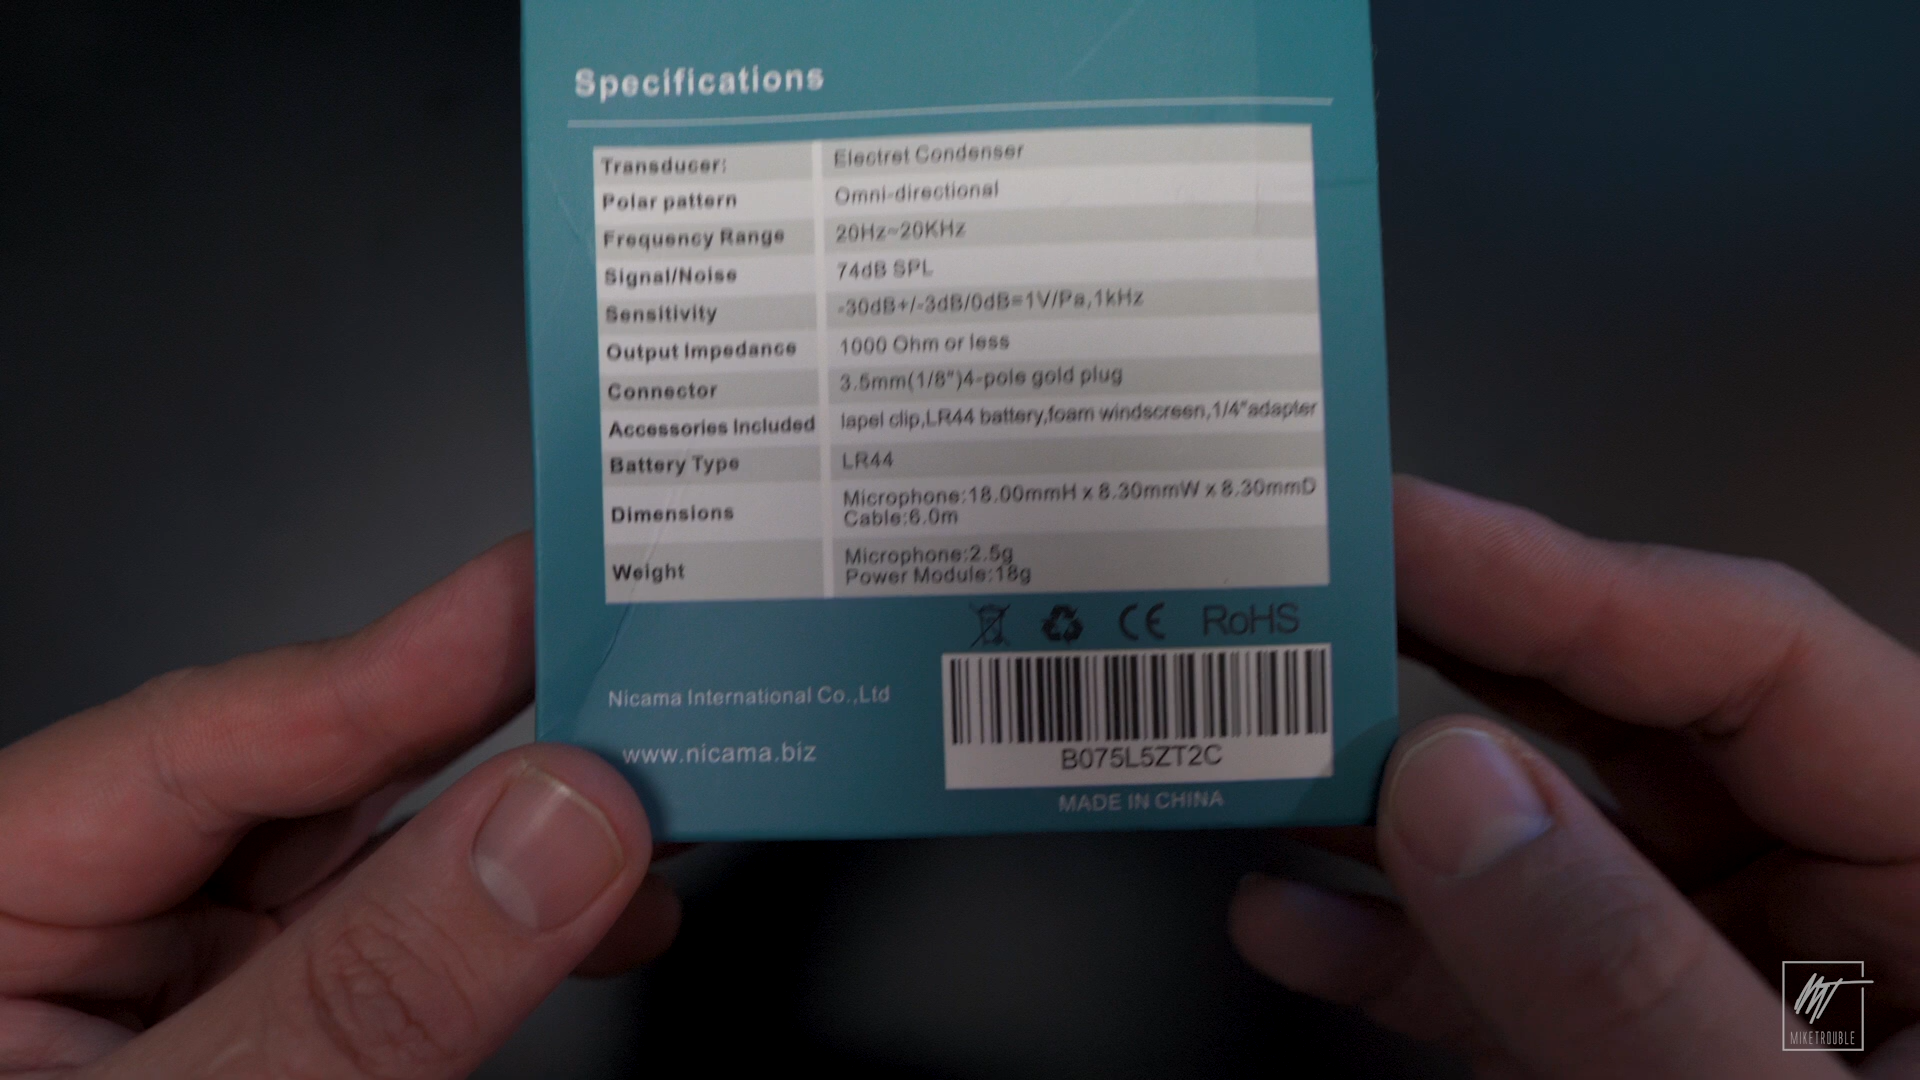 Specifications
Transducer: Electret Condenser
Polar pattern Omni-directional
Frequency Range 20Hz~20KHz
Signal/Noise 74dB SPL
Sensitivity -30dB+/-3dB/0dB=1V/Pa,1kHz
Output Impedance 1000 Ohm or less
Connector 3.5mm(1/8")4-pole gold plug
Accessories Included lapel clip,LR44 battery,foam windscreen,1/4"adapter
Battery Type LR44
Dimensions Microphone:18.00mmH x 8.30mmW x 8.30mmD
Cable:6.0m
Weight Microphone:2.5g
Power Module:18g
CE RoHS
Nicama International Co.,Ltd
www.nicama.biz
B075L5ZT2C
MADE IN CHINA
MT
MIKETROUBLE